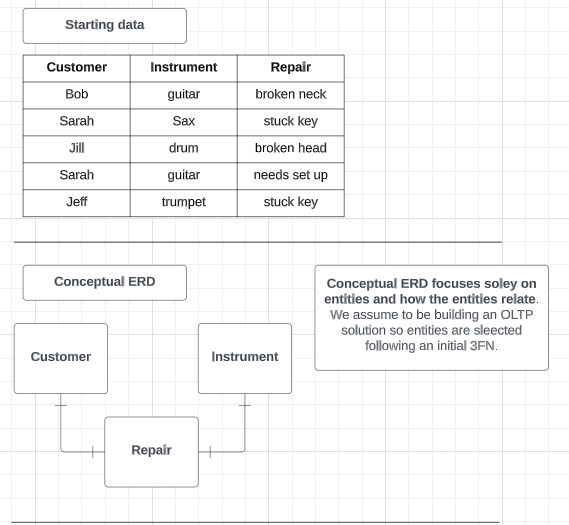 Starting data
Customer Instrument Repair
Bob guitar broken neck
Sarah Sax stuck key
Jill drum broken head
Sarah guitar needs set up
Jeff trumpet stuck key
Conceptual ERD
Conceptual ERD focuses soley on
entities and how the entities relate.
We assume to be building an OLTP
solution so entities are sleected
following an initial 3FN.
Customer
Instrument
Repair